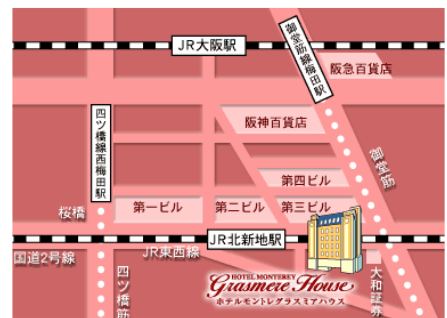 JR大阪駅
御堂筋線梅田駅
阪急百貨店
四ツ橋線西梅田駅
阪神百貨店
御堂筋
第四ビル
桜橋
第一ビル
第二ビル
第三ビル
JR北新地駅
国道2号線
JR東西線
四ツ橋筋
HOTEL MONTEREY
Grasmere House
ホテルモントレグラスミアハウス
大和証券